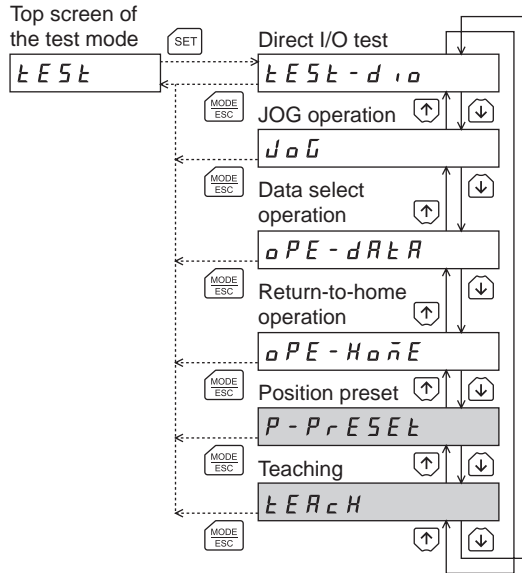 Top screen of
the test mode
SET
Direct I/O test
tESt
tESt-dio
MODE
ESC
JOG operation
JoG
MODE
ESC
Data select
operation
oPE-dAtA
MODE
ESC
Return-to-home
operation
oPE-HomE
MODE
ESC
Position preset
P-PrESEt
MODE
ESC
Teaching
tEAcH
MODE
ESC